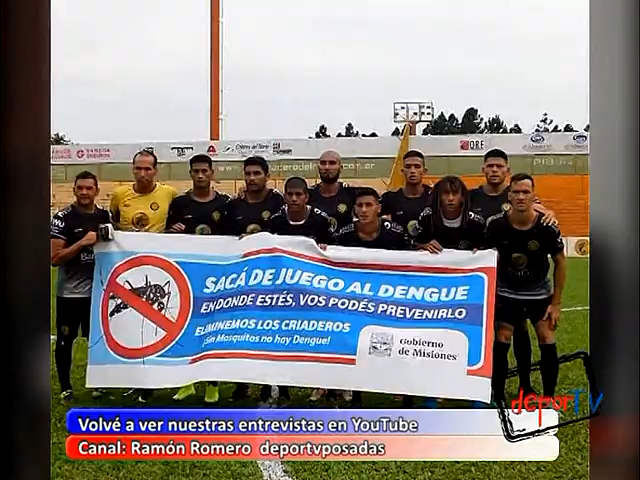 ORE
SACÁ DE JUEGO AL DENGUE
EN DONDE ESTÉS, VOS PODÉS PREVENIRLO
ELIMINEMOS LOS CRIADEROS
¡Sin Mosquitos no hay Dengue!
Gobierno
de Misiones
deporTV
Volvé a ver nuestras entrevistas en YouTube
Canal: Ramón Romero deportvposadas